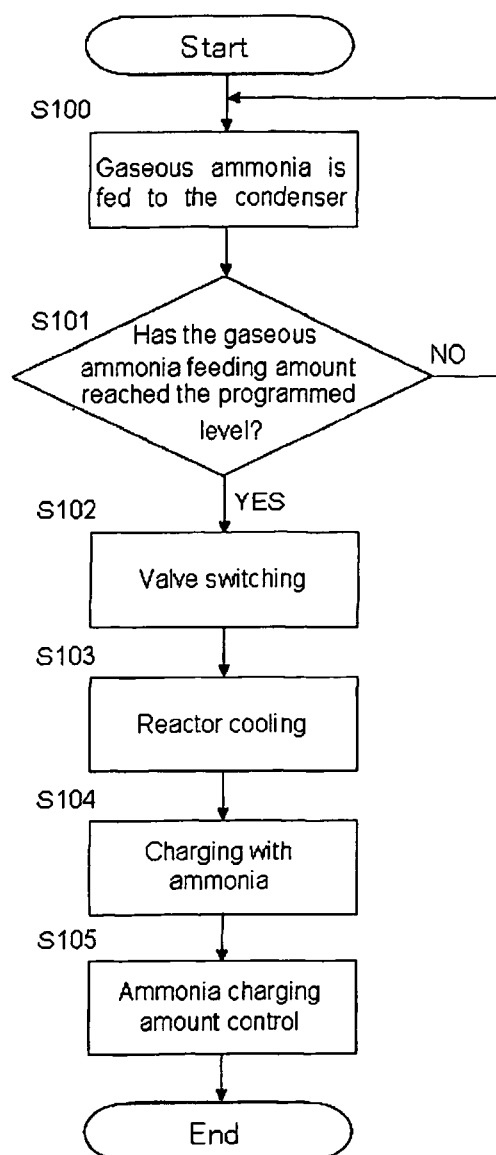 Start
S100
Gaseous ammonia is
fed to the condenser
S101
Has the gaseous
ammonia feeding amount
reached the programmed
level?
NO
YES
S102
Valve switching
S103
Reactor cooling
S104
Charging with
ammonia
S105
Ammonia charging
amount control
End